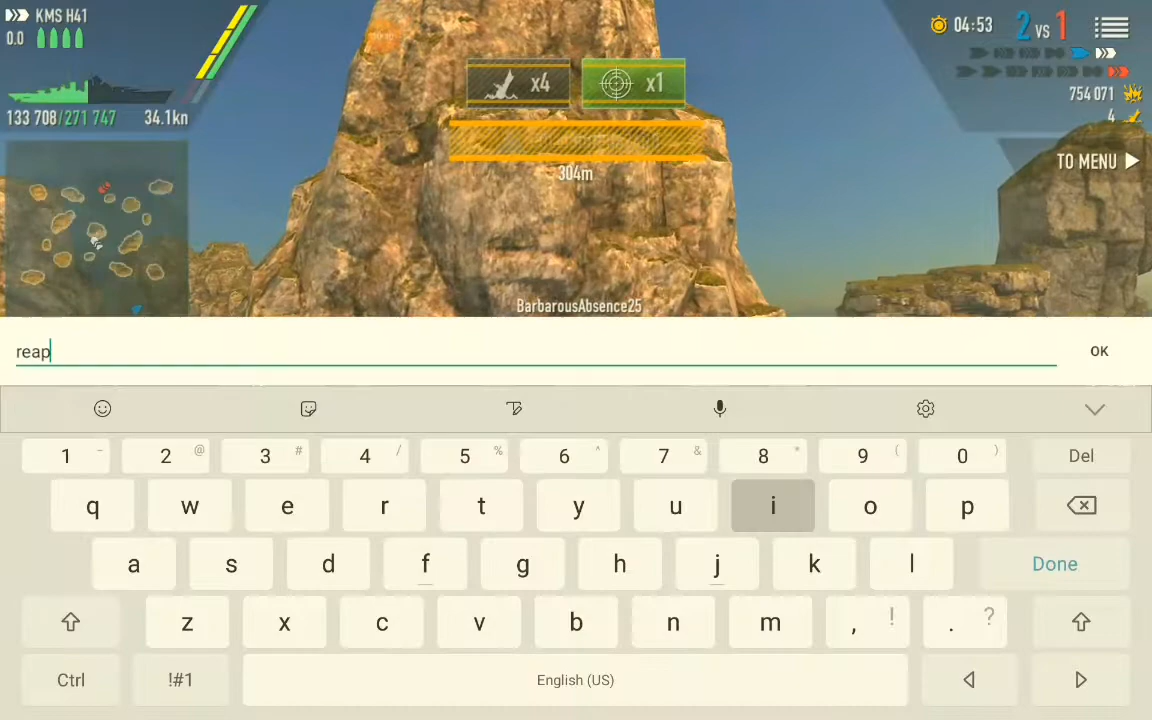 KMS H41
0.0
133 708/271 747
34.1kn
x4
x1
304m
BarbarousAbsence25
04:53
2 VS 1
754 071
4
TO MENU
reap
OK
1 - 2 @ 3 # 4 / 5 % 6 ^ 7 & 8 * 9 ( 0 ) Del
q w e r t y u i o p
a s d f g h j k l Done
z x c v b n m , ! . ?
Ctrl !#1 English (US)